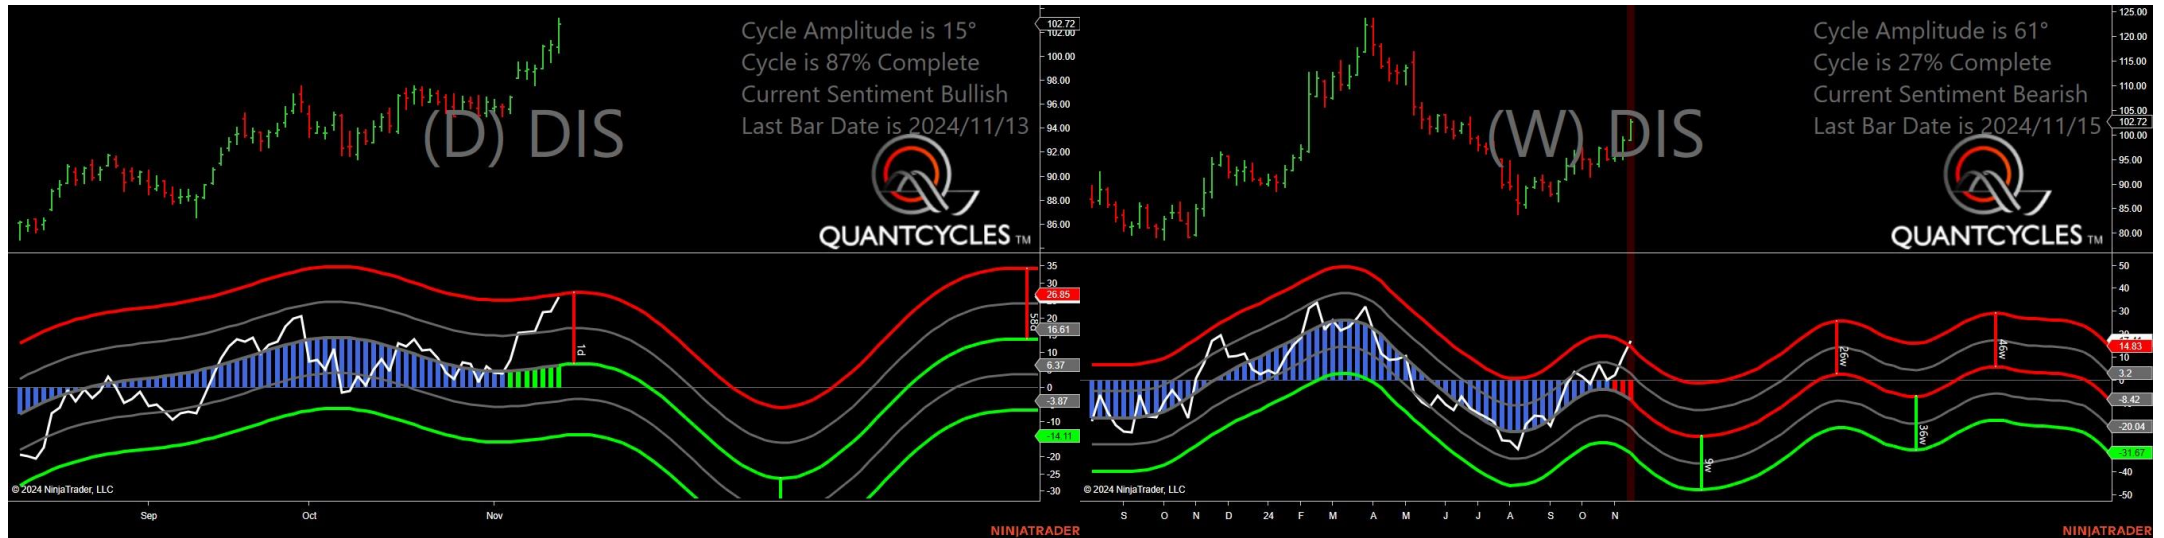 Cycle Amplitude is 15°
Cycle is 87% Complete
Current Sentiment Bullish
Last Bar Date is 2024/11/13
(D) DIS
QUANTCYCLES TM
102.72
102.00
100.00
98.00
96.00
94.00
92.00
90.00
88.00
86.00
35
26.85
20
16.61
10
6.37
0
-3.87
-10
-14.11
-20
-25
-30
1d
58d
© 2024 NinjaTrader, LLC
Sep
Oct
Nov
NINJATRADER
Cycle Amplitude is 61°
Cycle is 27% Complete
Current Sentiment Bearish
Last Bar Date is 2024/11/15
(W) DIS
QUANTCYCLES TM
125.00
120.00
115.00
110.00
105.00
102.72
100.00
95.00
90.00
85.00
80.00
50
40
30
14.83
10
3.2
-8.42
-20.04
-31.67
-40
-50
9w
26w
36w
46w
© 2024 NinjaTrader, LLC
S O N D 24 F M A M J J A S O N
NINJATRADER